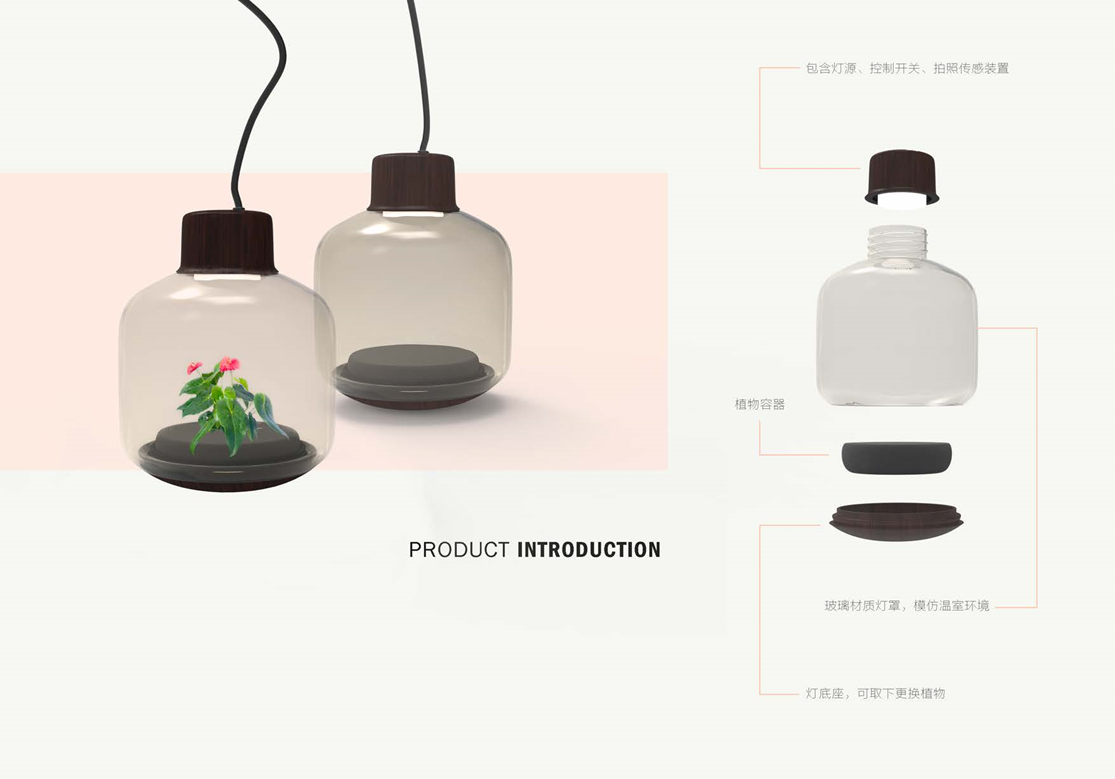 包含灯源、控制开关、拍照传感装置
植物容器
PRODUCT INTRODUCTION
玻璃材质灯罩，模仿温室环境
灯底座，可取下更换植物